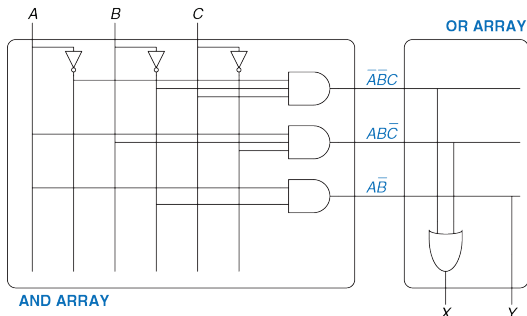 A B C
OR ARRAY
A̅B̅C
ABC̅
AB̅
AND ARRAY
X Y